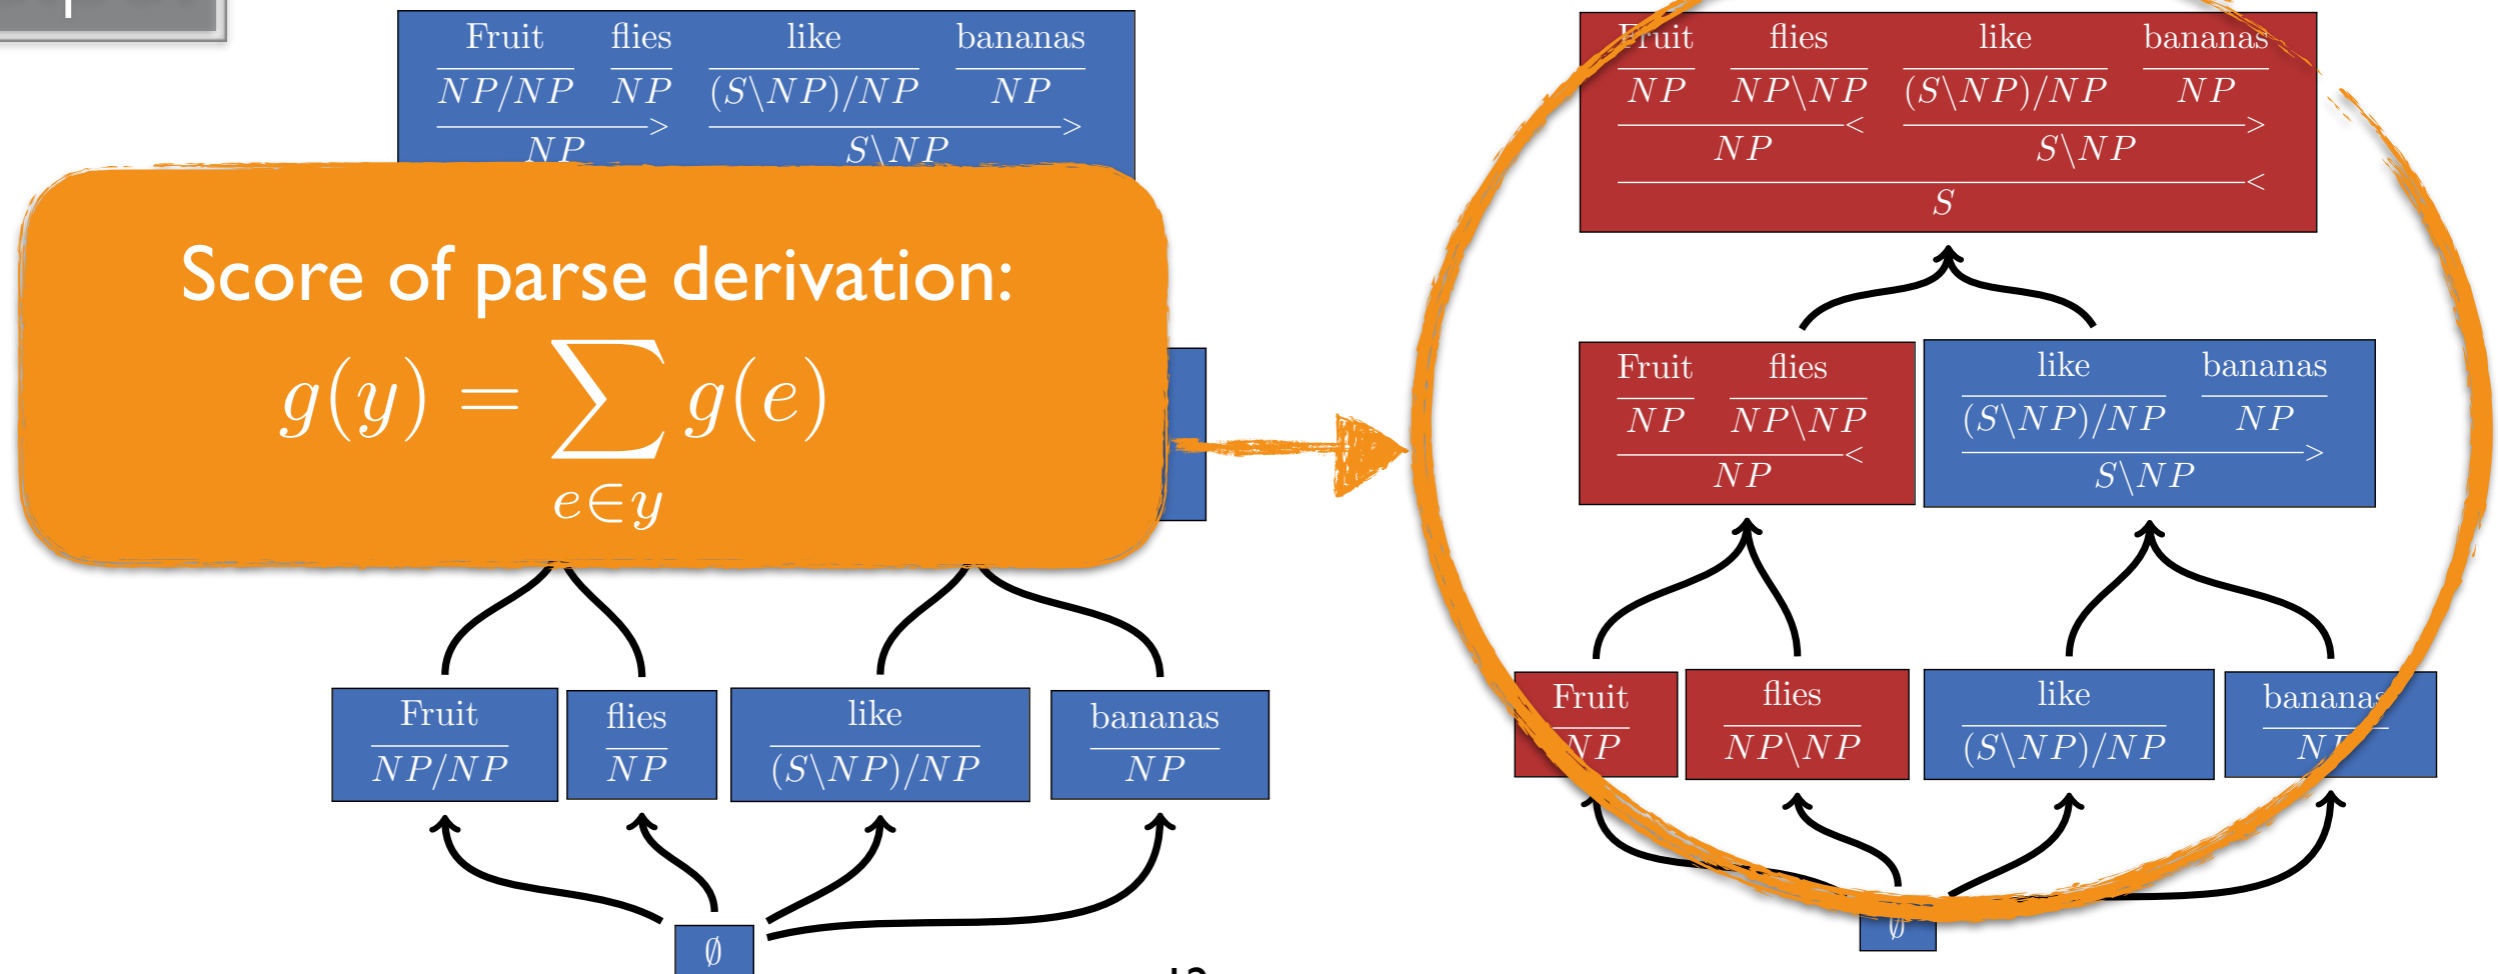 Fruit flies like bananas
NP/NP NP (S\NP)/NP NP
> >
NP S\NP
Score of parse derivation:
g(y) = ∑ g(e)
e∈y
Fruit flies like bananas
NP/NP NP (S\NP)/NP NP
∅
Fruit flies like bananas
NP NP\NP (S\NP)/NP NP
< >
NP S\NP
<
S
Fruit flies
NP NP\NP
<
NP
like bananas
(S\NP)/NP NP
>
S\NP
Fruit flies like bananas
NP NP\NP (S\NP)/NP NP
∅